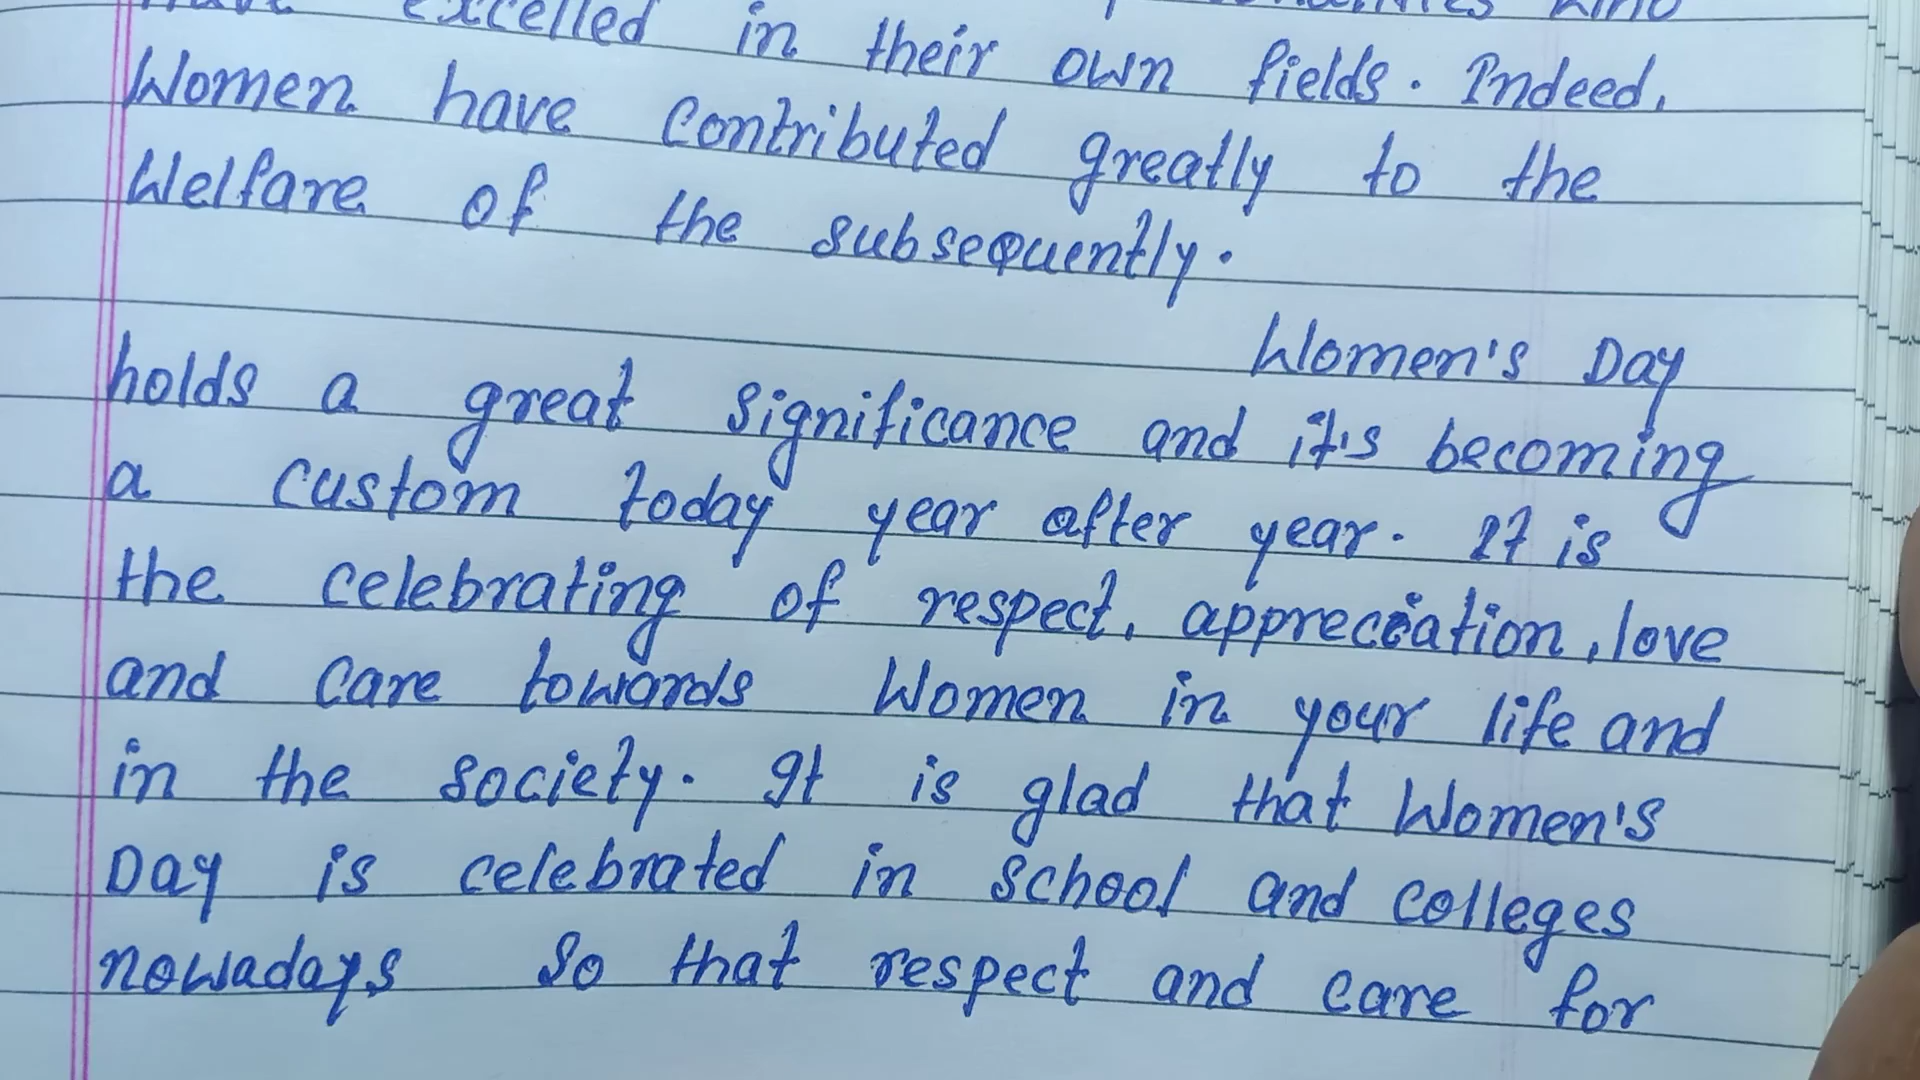 excelled in their own fields. Indeed,
Women have contributed greatly to the
Welfare of the subsequently.
Women's Day
holds a great significance and it's becoming
a custom today year after year. It is
the celebrating of respect, appreciation, love
and care towards Women in your life and
in the society. It is glad that Women's
Day is celebrated in School and colleges
nowadays So that respect and care for